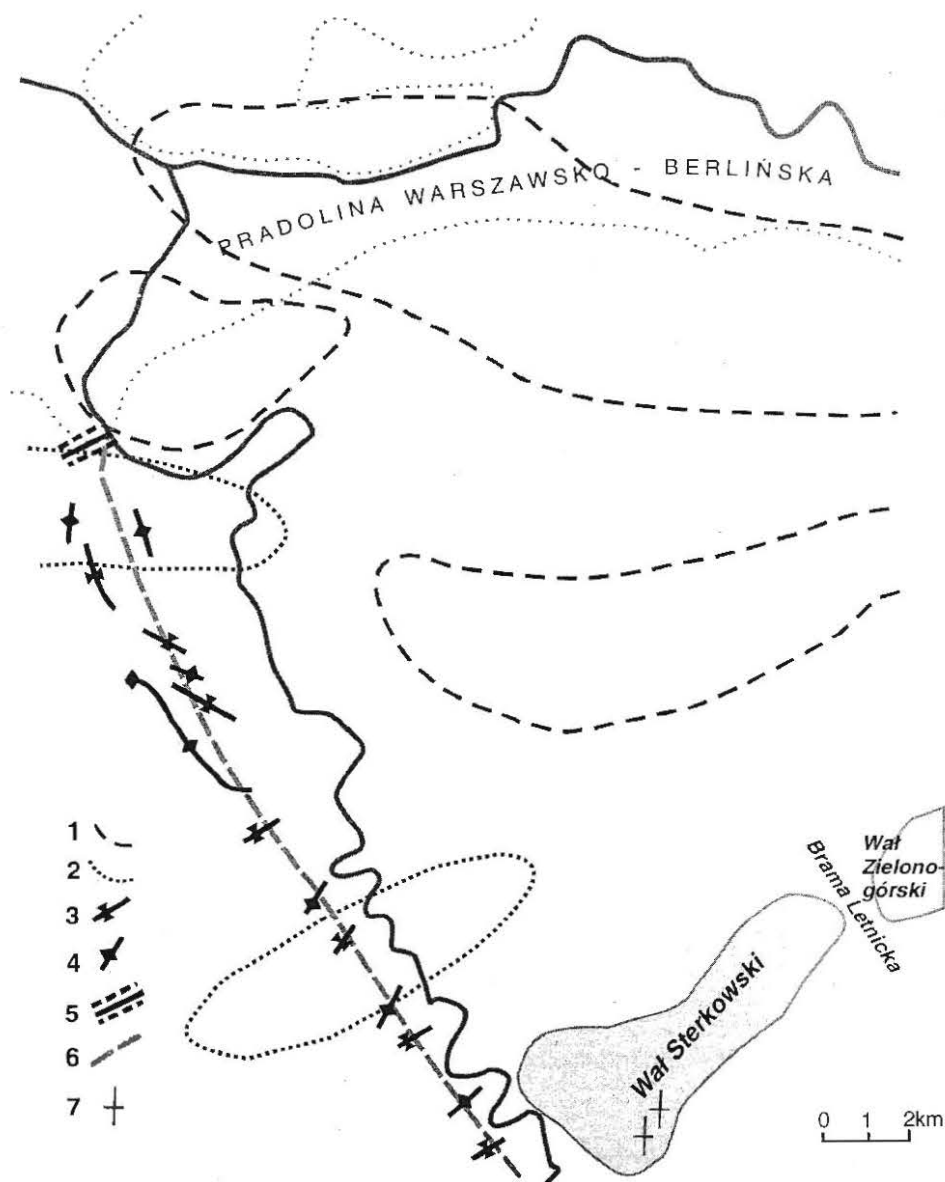 PRADOLINA WARSZAWSKO - BERLIŃSKA
1
2
3
4
5
6
7
Wał
Zielono-
górski
Brama Letnicka
Wał Sterkowski
0 1 2km